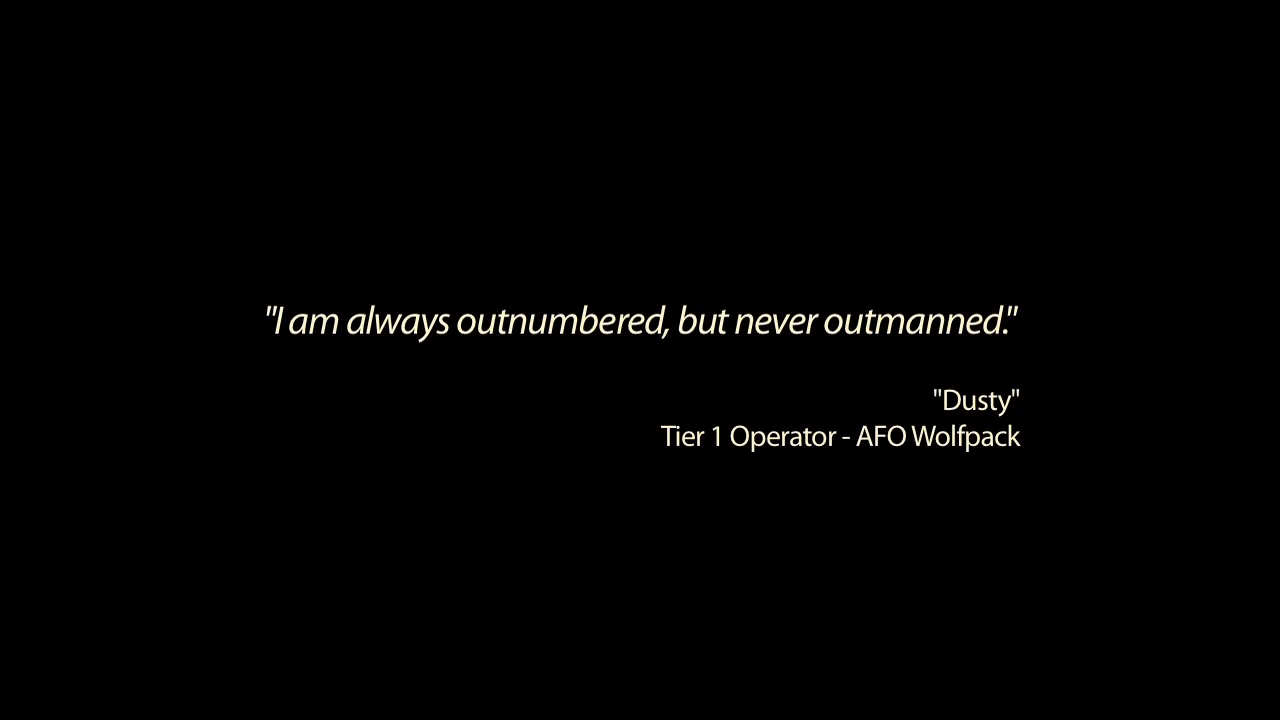 "I am always outnumbered, but never outmanned."
"Dusty"
Tier 1 Operator - AFO Wolfpack